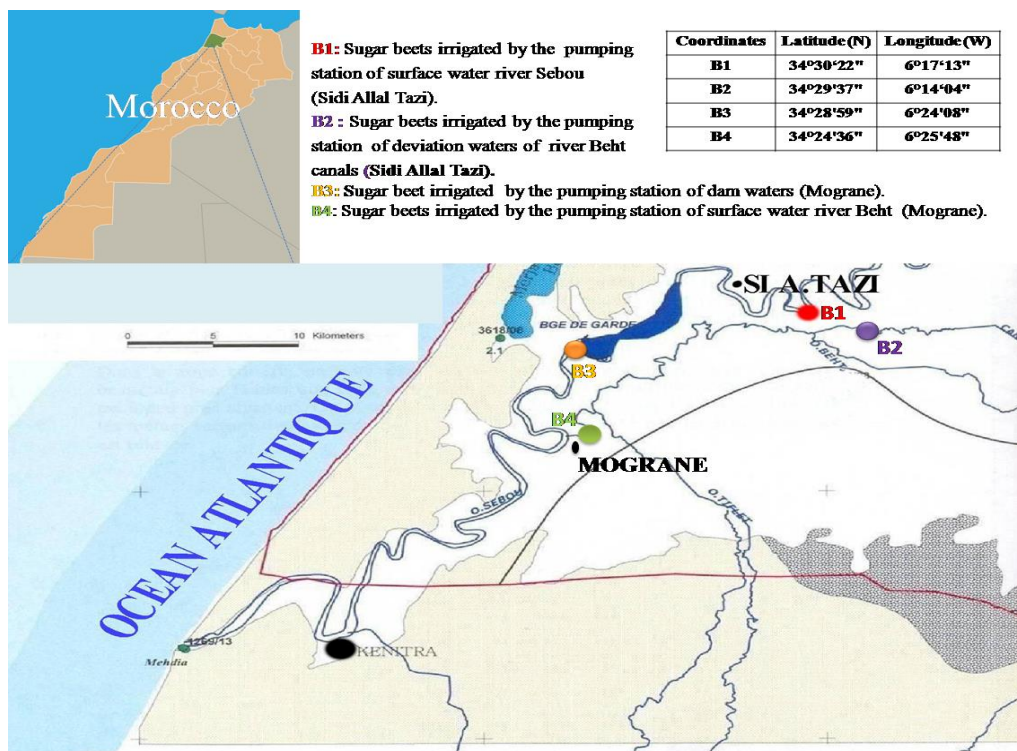 Morocco
B1: Sugar beets irrigated by the pumping
station of surface water river Sebou
(Sidi Allal Tazi).
B2 : Sugar beets irrigated by the pumping
station of deviation waters of river Beht
canals (Sidi Allal Tazi).
B3: Sugar beet irrigated by the pumping station of dam waters (Mograne).
B4: Sugar beets irrigated by the pumping station of surface water river Beht (Mograne).
Coordinates Latitude(N) Longitude(W)
B1 34°30‘22" 6°17‘13"
B2 34°29'37" 6°14‘04"
B3 34°28'59" 6°24'08"
B4 34°24'36" 6°25'48"
0 5 10 Kilometers
SI A.TAZI
B1
3618/08
2.1
BGE DE GARDE
B2
O.BEHT
B3
B4
MOGRANE
OCEAN ATLANTIQUE
O.SEBOU
O.TIFLET
1269/13
Mehdia
KENITRA